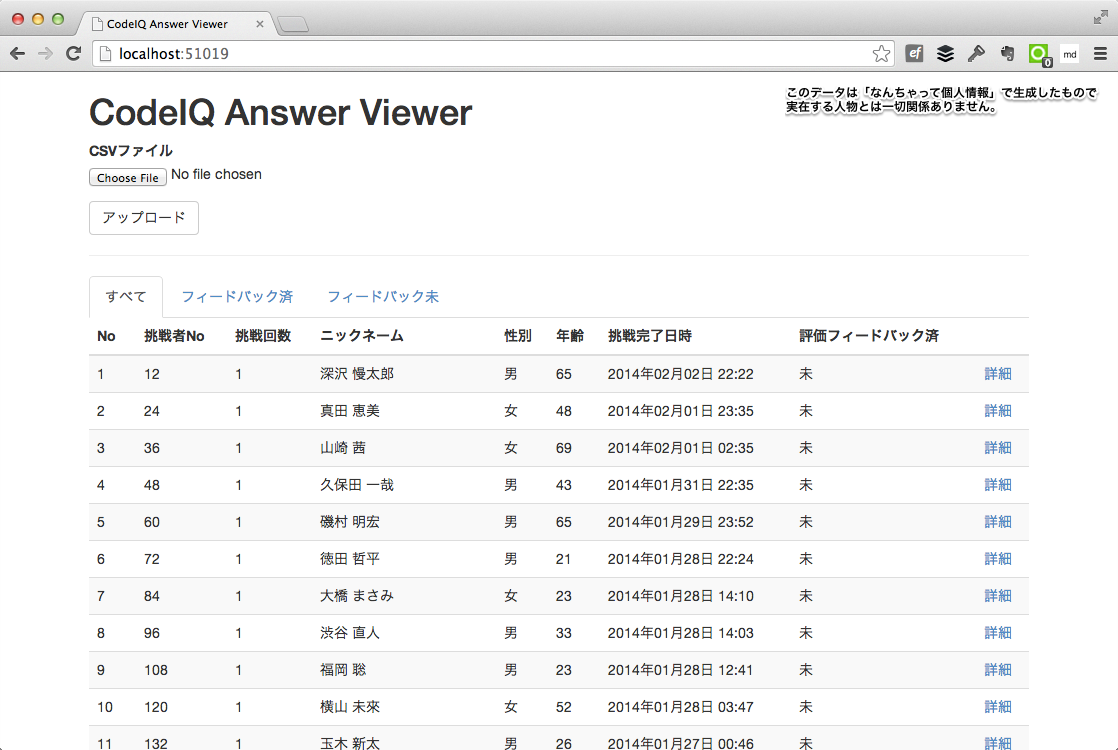 CodeIQ Answer Viewer
localhost:51019
ef
0
md
このデータは「なんちゃって個人情報」で生成したもので
実在する人物とは一切関係ありません。
CodeIQ Answer Viewer
CSVファイル
Choose File No file chosen
アップロード
すべて フィードバック済 フィードバック未
No 挑戦者No 挑戦回数 ニックネーム 性別 年齢 挑戦完了日時 評価フィードバック済
1 12 1 深沢 慢太郎 男 65 2014年02月02日 22:22 未 詳細
2 24 1 真田 恵美 女 48 2014年02月01日 23:35 未 詳細
3 36 1 山崎 茜 女 69 2014年02月01日 02:35 未 詳細
4 48 1 久保田 一哉 男 43 2014年01月31日 22:35 未 詳細
5 60 1 磯村 明宏 男 65 2014年01月29日 23:52 未 詳細
6 72 1 徳田 哲平 男 21 2014年01月28日 22:24 未 詳細
7 84 1 大橋 まさみ 女 23 2014年01月28日 14:10 未 詳細
8 96 1 渋谷 直人 男 33 2014年01月28日 14:03 未 詳細
9 108 1 福岡 聡 男 23 2014年01月28日 12:41 未 詳細
10 120 1 横山 未來 女 52 2014年01月28日 03:47 未 詳細
11 132 1 玉木 新太 男 26 2014年01月27日 00:46 未 詳細